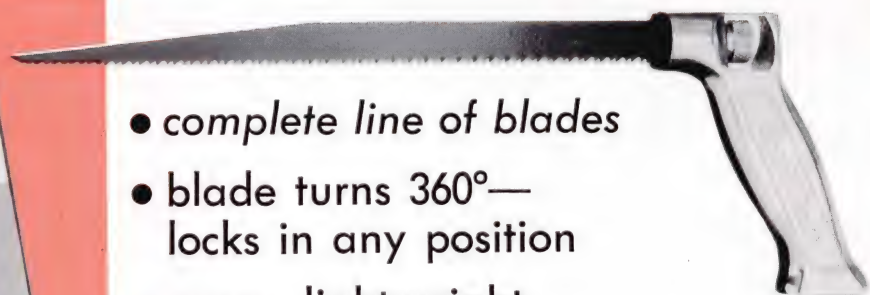 • complete line of blades
• blade turns 360°—
locks in any position